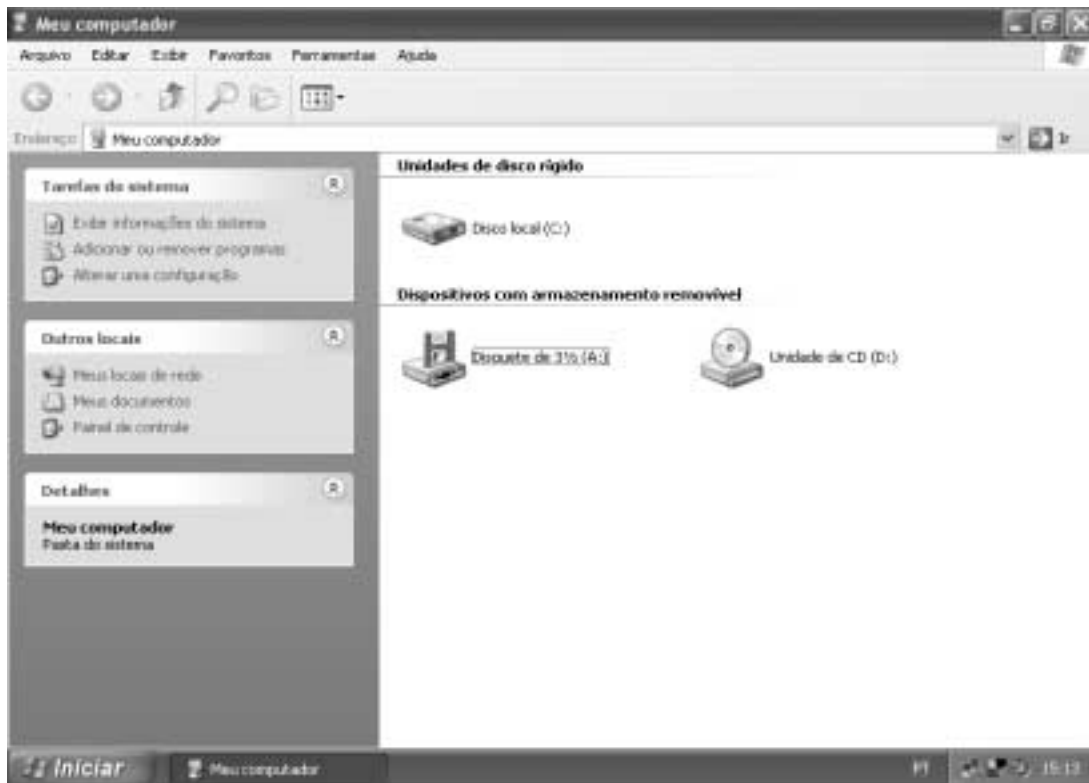 Meu computador
Arquivo Editar Exibir Favoritos Ferramentas Ajuda
Endereço Meu computador Ir
Tarefas do sistema
Exibir informações do sistema
Adicionar ou remover programas
Alterar uma configuração
Outros locais
Meus locais de rede
Meus documentos
Painel de controle
Detalhes
Meu computador
Pasta do sistema
Unidades de disco rígido
Disco local (C:)
Dispositivos com armazenamento removível
Disquete de 3½ (A:)
Unidade de CD (D:)
Iniciar Meu computador PT 15:13